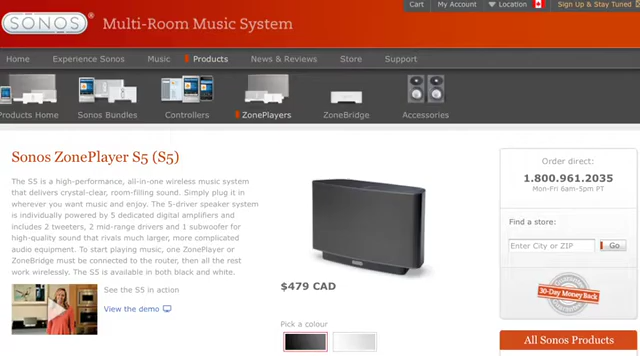 Cart My Account Location Sign Up & Stay Tuned
SONOS® Multi-Room Music System
Home Experience Sonos Music Products News & Reviews Store Support
Products Home Sonos Bundles Controllers ZonePlayers ZoneBridge Accessories
Sonos ZonePlayer S5 (S5)
The S5 is a high-performance, all-in-one wireless music system
that delivers crystal-clear, room-filling sound. Simply plug it in
wherever you want music and enjoy. The 5-driver speaker system
is individually powered by 5 dedicated digital amplifiers and
includes 2 tweeters, 2 mid-range drivers and 1 subwoofer for
high-quality sound that rivals much larger, more complicated
audio equipment. To start playing music, one ZonePlayer or
ZoneBridge must be connected to the router, then all the rest
work wirelessly. The S5 is available in both black and white.
See the S5 in action
View the demo
$479 CAD
Pick a colour
Order direct:
1.800.961.2035
Mon-Fri 6am-5pm PT
Find a store:
Enter City or ZIP Go
30-Day Money Back
All Sonos Products